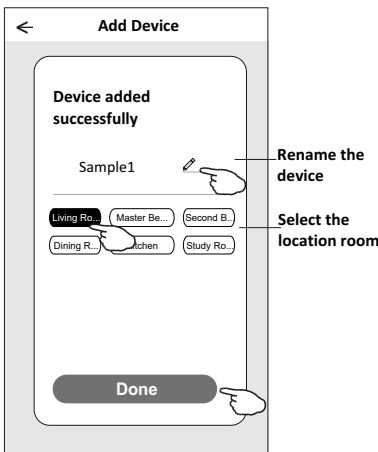 Add Device
Device added
successfully
Sample1
Rename the
device
Living Ro...
Master Be...
Second B...
Select the
location room
Dining R...
Study Ro...
Done